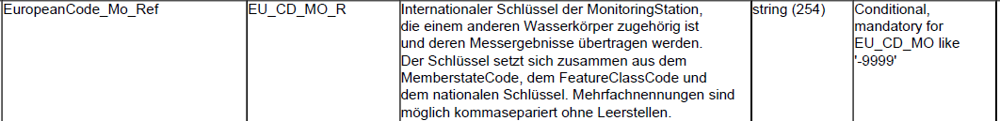 EuropeanCode_Mo_Ref
EU_CD_MO_R
Internationaler Schlüssel der MonitoringStation,
die einem anderen Wasserkörper zugehörig ist
und deren Messergebnisse übertragen werden.
Der Schlüssel setzt sich zusammen aus dem
MemberstateCode, dem FeatureClassCode und
dem nationalen Schlüssel. Mehrfachnennungen sind
möglich kommasepariert ohne Leerstellen.
string (254)
Conditional,
mandatory for
EU_CD_MO like
'-9999'